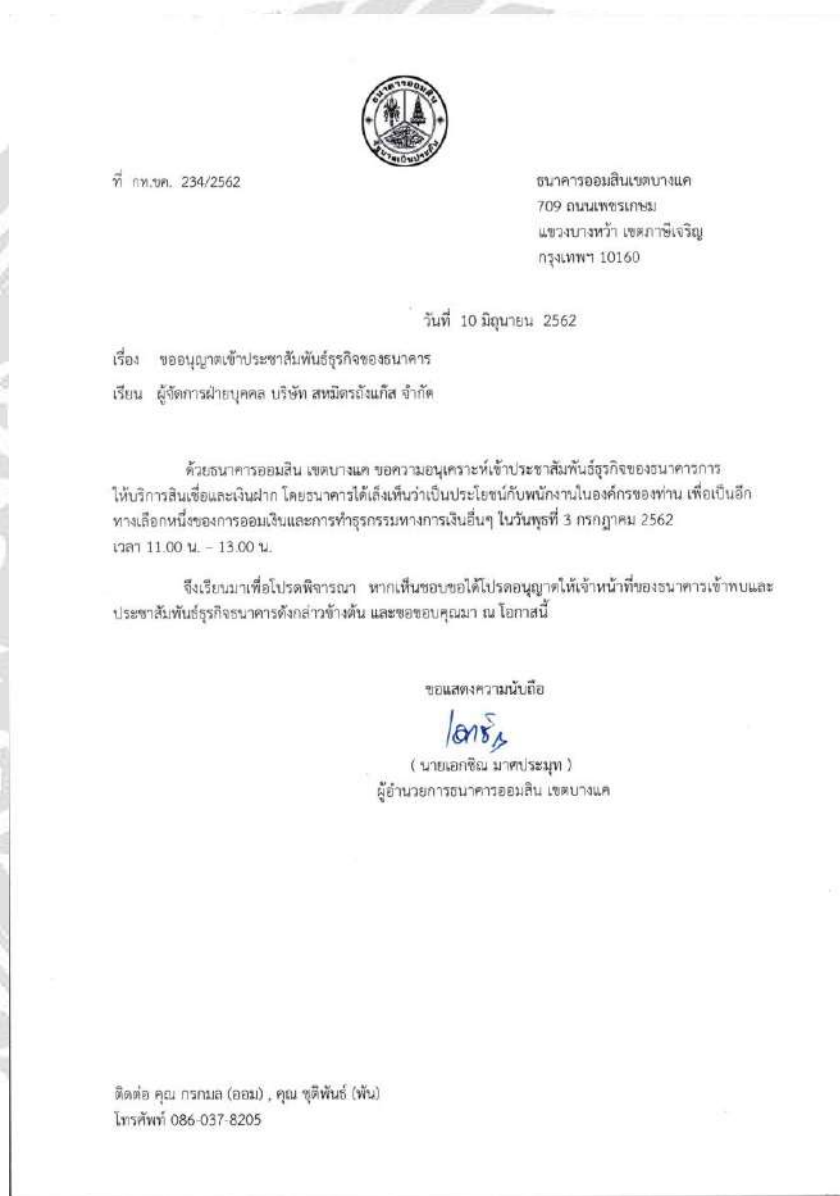 ธนาคารออมสิน
รัฐบาลเป็นประกัน
ที่ กท.บค. 234/2562
ธนาคารออมสินเขตบางแค
709 ถนนเพชรเกษม
แขวงบางหว้า เขตภาษีเจริญ
กรุงเทพฯ 10160
วันที่ 10 มิถุนายน 2562
เรื่อง ขออนุญาตเข้าประชาสัมพันธ์ธุรกิจของธนาคาร
เรียน ผู้จัดการฝ่ายบุคคล บริษัท สหมิตรถังแก๊ส จำกัด
ด้วยธนาคารออมสิน เขตบางแค ขอความอนุเคราะห์เข้าประชาสัมพันธ์ธุรกิจของธนาคารการ
ให้บริการสินเชื่อและเงินฝาก โดยธนาคารได้เล็งเห็นว่าเป็นประโยชน์กับพนักงานในองค์กรของท่าน เพื่อเป็นอีก
ทางเลือกหนึ่งของการออมเงินและการทำธุรกรรมทางการเงินอื่นๆ ในวันพุธที่ 3 กรกฎาคม 2562
เวลา 11.00 น. – 13.00 น.
จึงเรียนมาเพื่อโปรดพิจารณา หากเห็นชอบขอได้โปรดอนุญาตให้เจ้าหน้าที่ของธนาคารเข้าพบและ
ประชาสัมพันธ์ธุรกิจธนาคารดังกล่าวข้างต้น และขอขอบคุณมา ณ โอกาสนี้
ขอแสดงความนับถือ
( นายเอกชิณ มาศประมุท )
ผู้อำนวยการธนาคารออมสิน เขตบางแค
ติดต่อ คุณ กรกมล (ออม) , คุณ ชุติพันธ์ (พัน)
โทรศัพท์ 086-037-8205